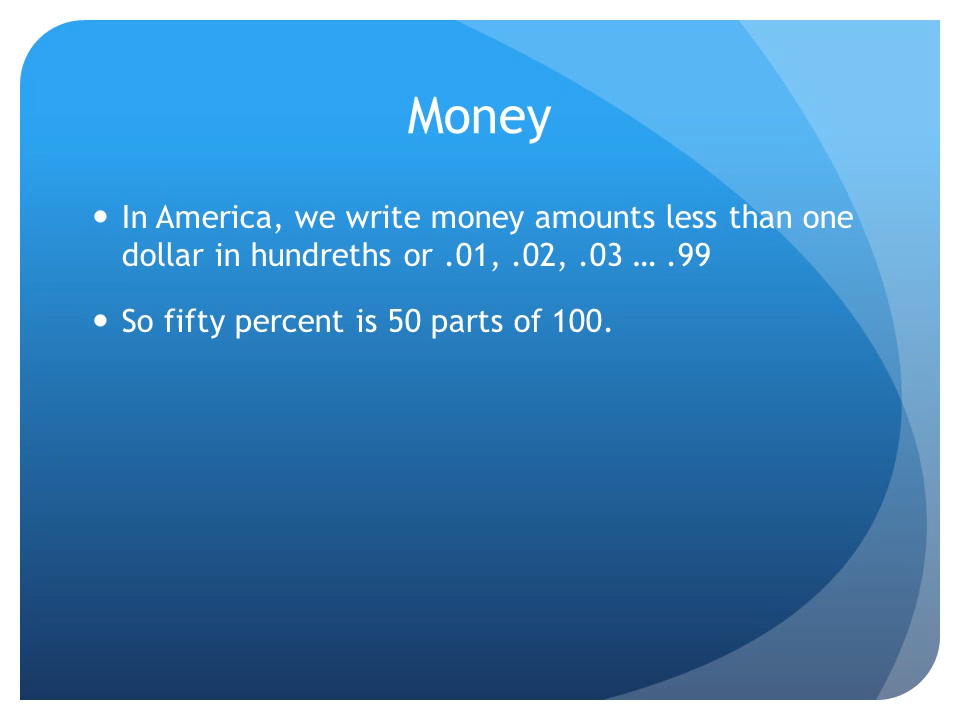 Money
• In America, we write money amounts less than one
dollar in hundreths or .01, .02, .03 … .99
• So fifty percent is 50 parts of 100.